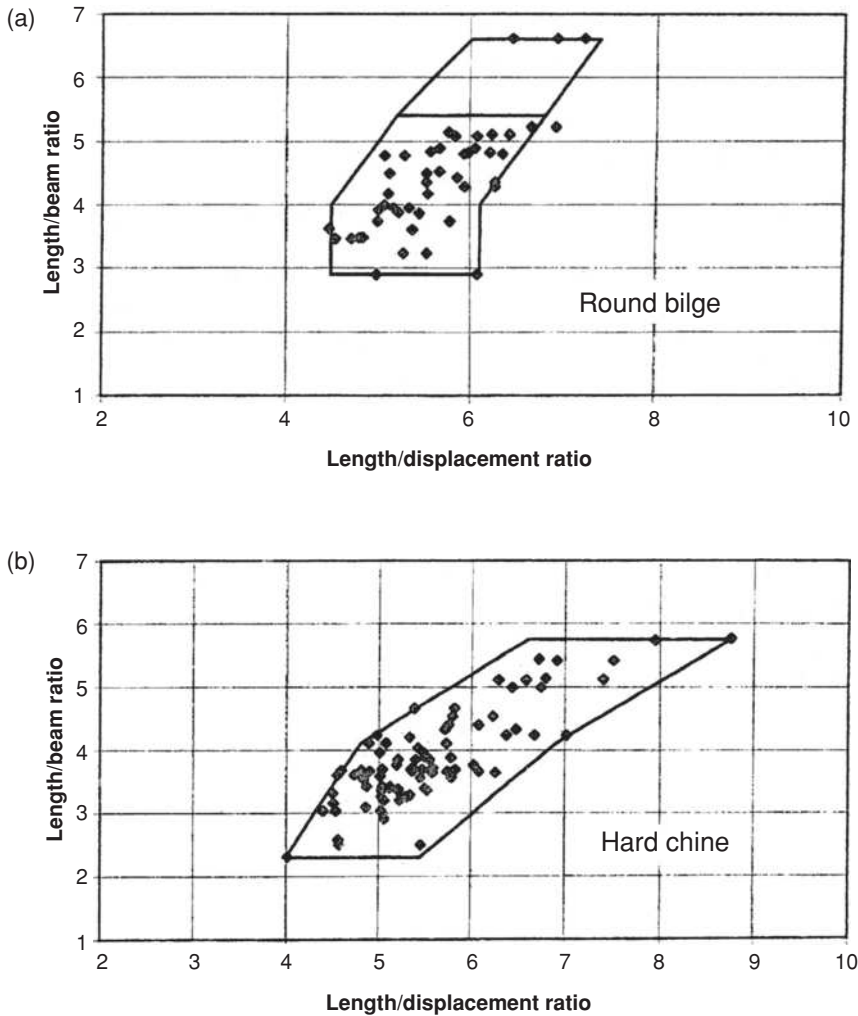 (a)
7
6
5
4
3
2
1
Length/beam ratio
Round bilge
2 4 6 8 10
Length/displacement ratio
(b)
7
6
5
4
3
2
1
Length/beam ratio
Hard chine
2 3 4 5 6 7 8 9 10
Length/displacement ratio